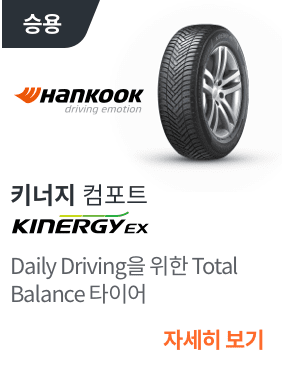 승용
HANKOOK
driving emotion
키너지 컴포트
KINERGY EX
Daily Driving을 위한 Total
Balance 타이어
자세히 보기